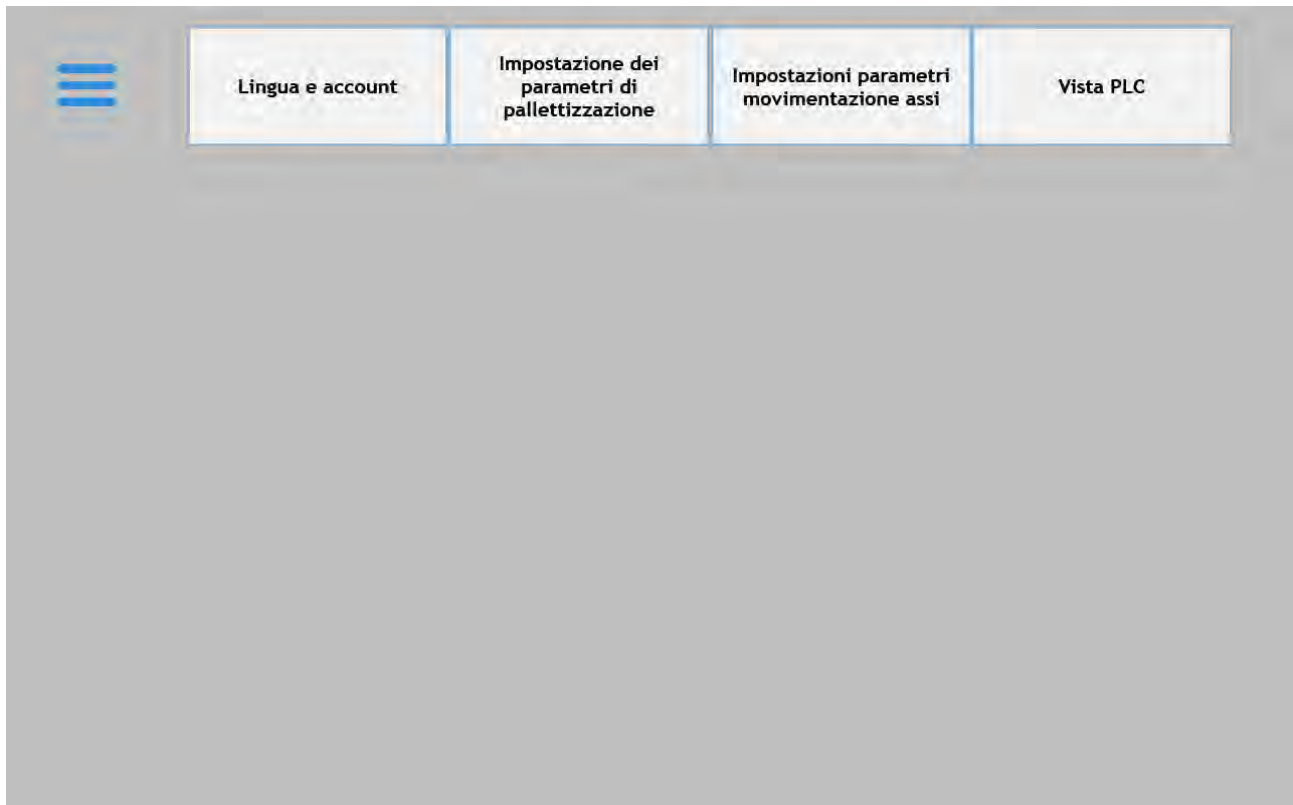 Lingua e account
Impostazione dei
parametri di
pallettizzazione
Impostazioni parametri
movimentazione assi
Vista PLC